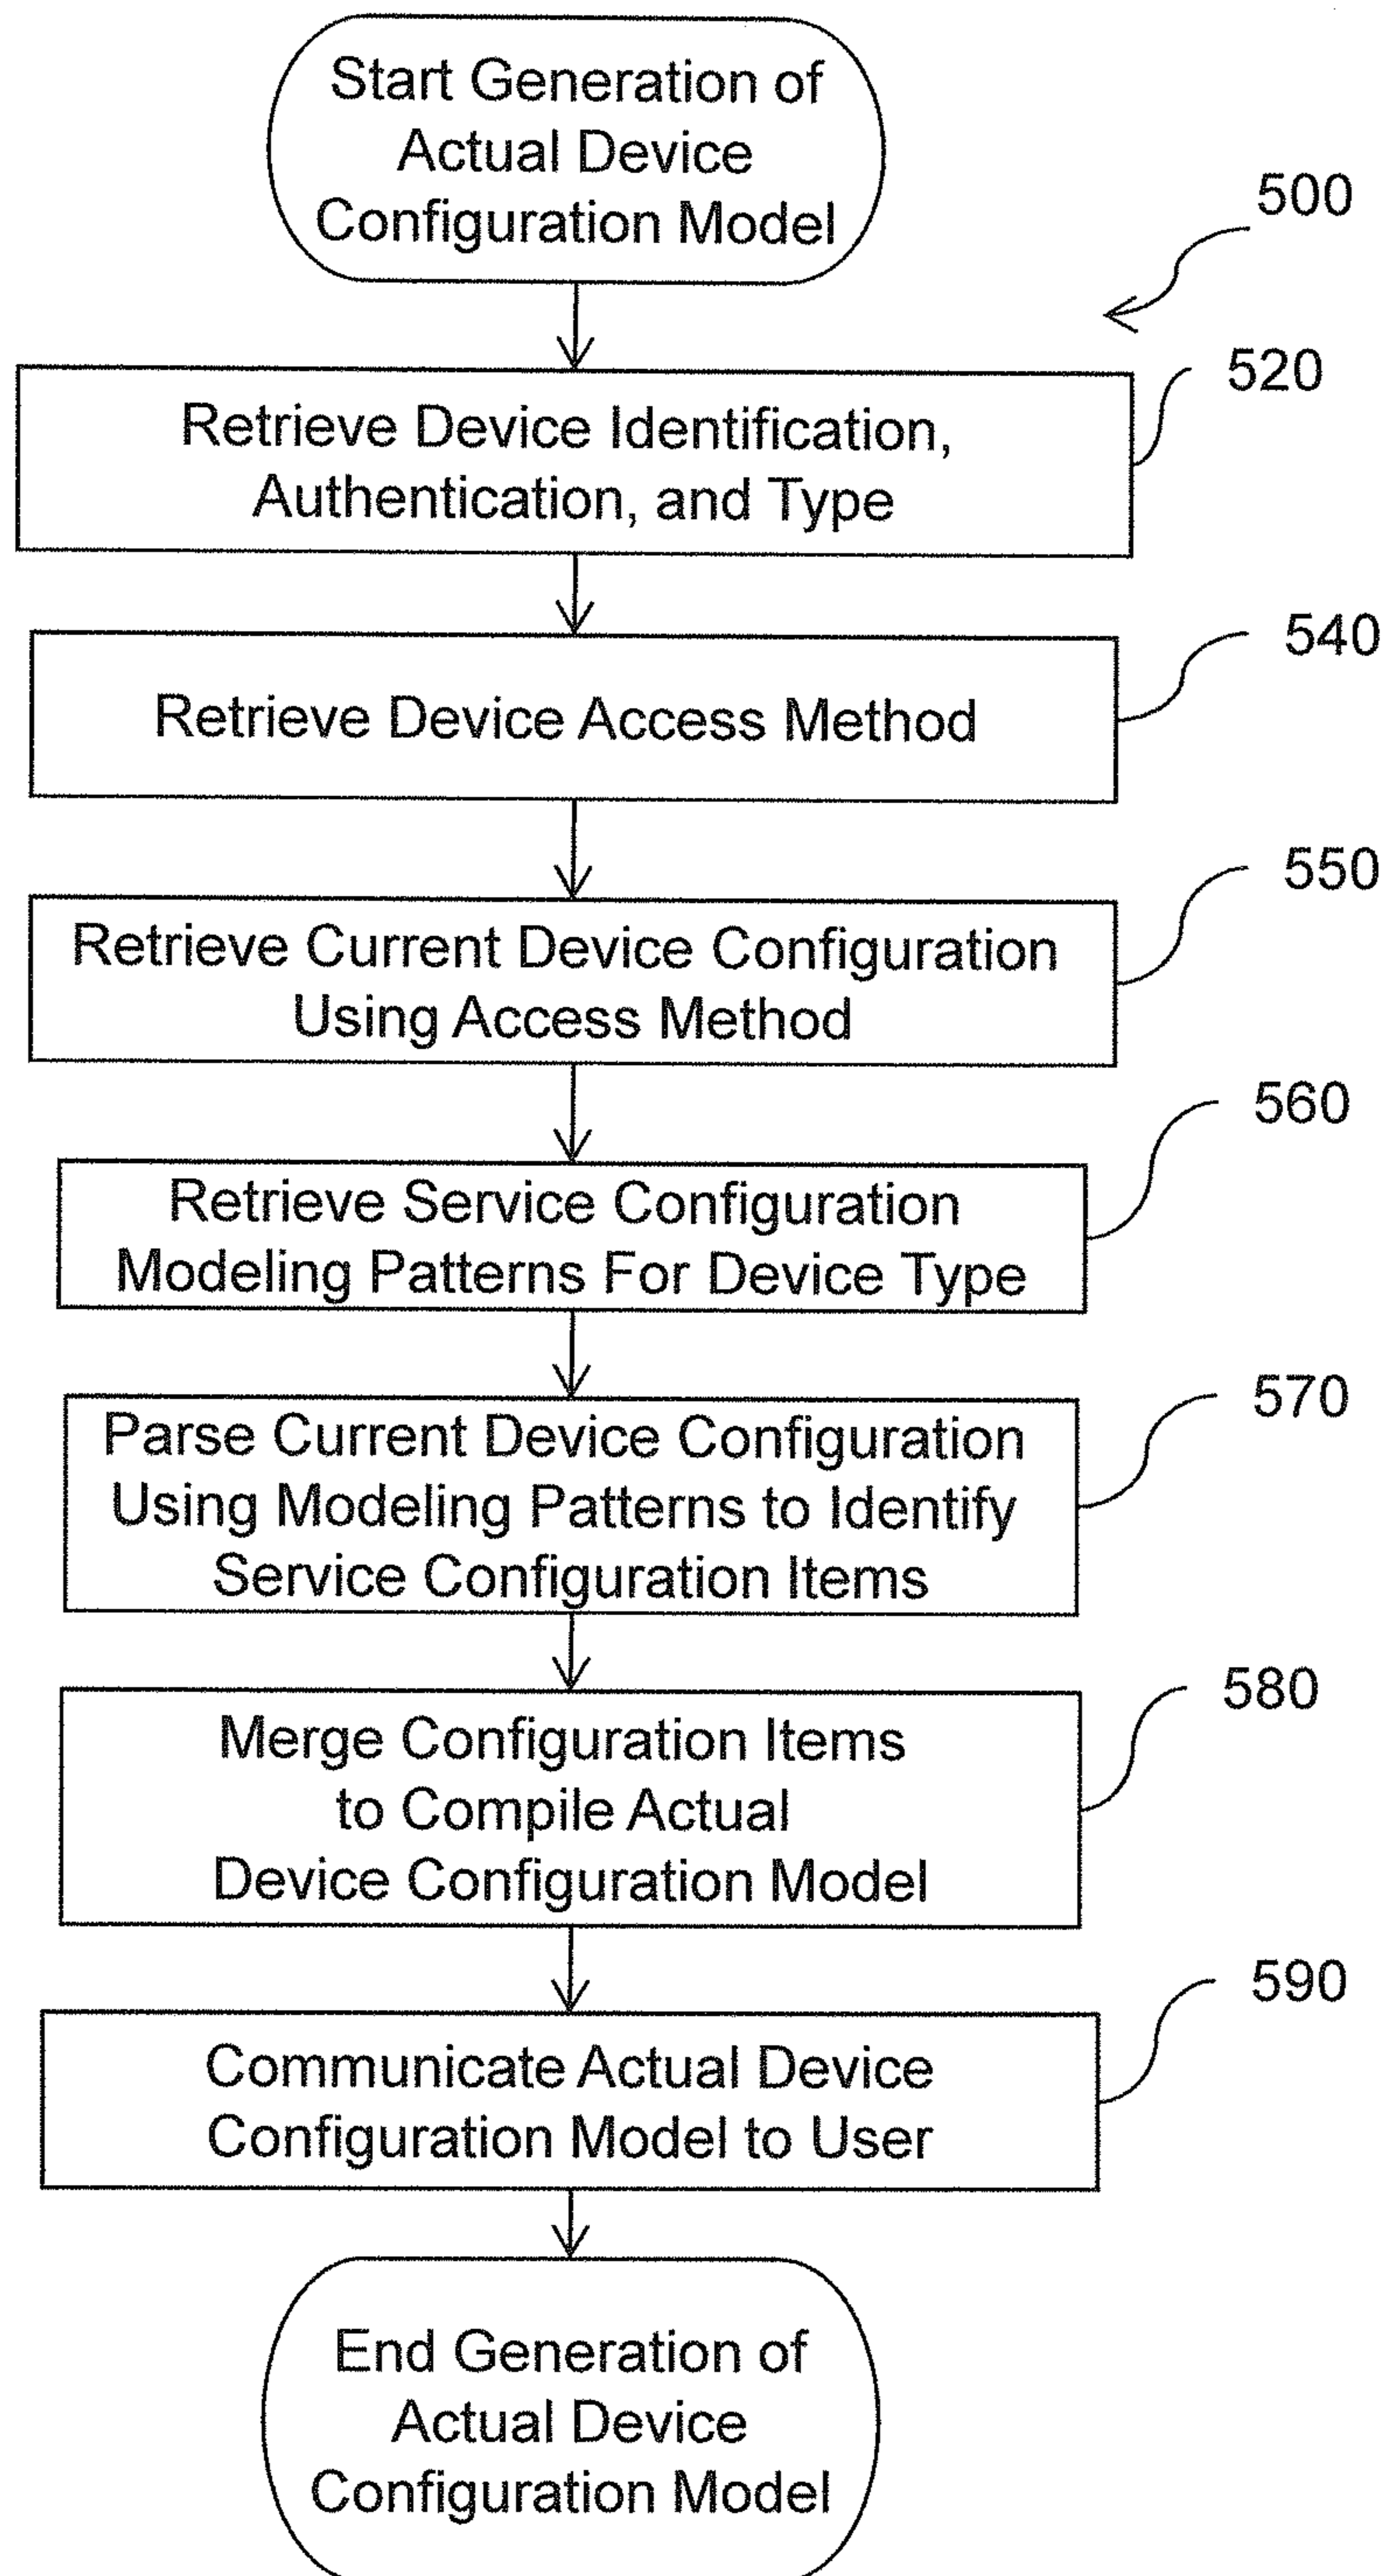 Start Generation of
Actual Device
Configuration Model
500
520
Retrieve Device Identification,
Authentication, and Type
540
Retrieve Device Access Method
550
Retrieve Current Device Configuration
Using Access Method
560
Retrieve Service Configuration
Modeling Patterns For Device Type
570
Parse Current Device Configuration
Using Modeling Patterns to Identify
Service Configuration Items
580
Merge Configuration Items
to Compile Actual
Device Configuration Model
590
Communicate Actual Device
Configuration Model to User
End Generation of
Actual Device
Configuration Model